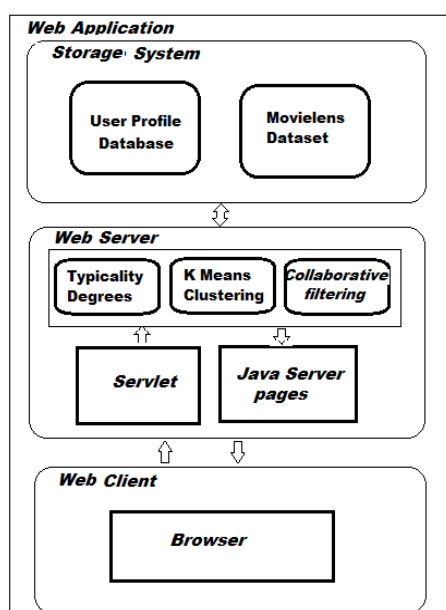 Web Application
Storage System
User Profile
Database
Movielens
Dataset
Web Server
Typicality
Degrees
K Means
Clustering
Collaborative
filtering
Servlet
Java Server
pages
Web Client
Browser